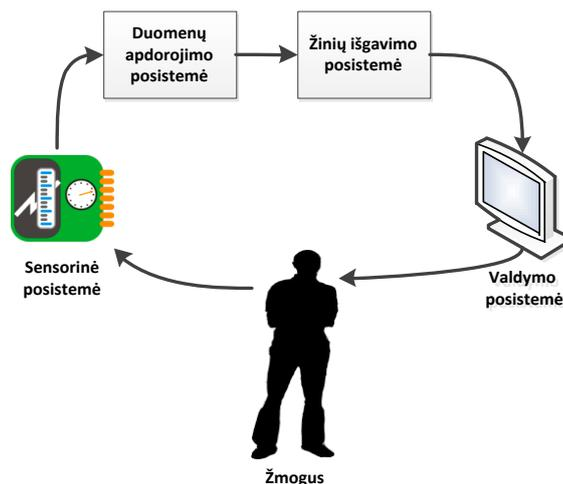 Duomenų
apdorojimo
posistemė
Žinių išgavimo
posistemė
Sensorinė
posistemė
Valdymo
posistemė
Žmogus